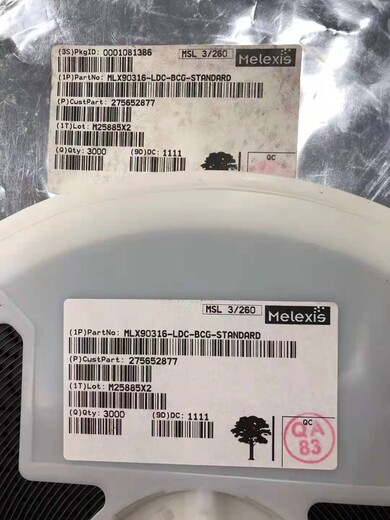 (3S)PkgID: 0001081386
MSL 3/260
Melexis
(1P)PartNo: MLX90316-LDC-BCG-STANDARD
(P)CustPart: 275652877
(1T)Lot: M25885X2
(Q)Qty: 3000 (9D)DC: 1111
QC
MSL 3/260
Melexis
(1P)PartNo: MLX90316-LDC-BCG-STANDARD
(P)CustPart: 275652877
(1T)Lot: M25885X2
(Q)Qty: 3000 (9D)DC: 1111
QC
QA
83